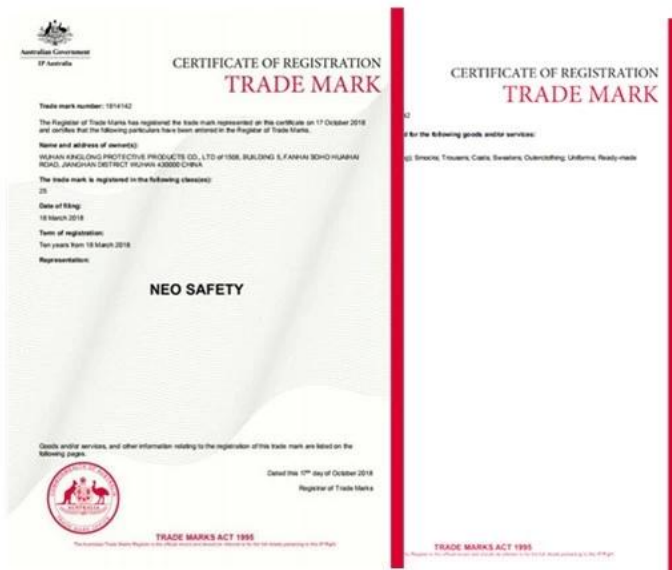 Australian Government
IP Australia
CERTIFICATE OF REGISTRATION
TRADE MARK
Trade mark number: 1914142
The Registrar of Trade Marks has registered the trade mark represented on this certificate on 17 October 2018
and certifies that the following particulars have been entered in the Register of Trade Marks.
Name and address of owner(s):
WUHAN KINGLONG PROTECTIVE PRODUCTS CO., LTD of 1508, BUILDING 5, FANHAI SOHO HUAIHAI
ROAD, JIANGHAN DISTRICT WUHAN 430000 CHINA
The trade mark is registered in the following class(es):
25
Date of filing:
18 March 2018
Term of registration:
Ten years from 18 March 2018
Representation:
NEO SAFETY
Goods and/or services, and other information relating to the registration of this trade mark are listed on the
following pages.
Dated this 17th day of October 2018
Registrar of Trade Marks
AUSTRALIA
TRADE MARKS ACT 1995
CERTIFICATE OF REGISTRATION
TRADE MARK
42
for the following goods and/or services:
Smocks; Trousers; Coats; Sweaters; Outerclothing; Uniforms; Ready-made
TRADE MARKS ACT 1995